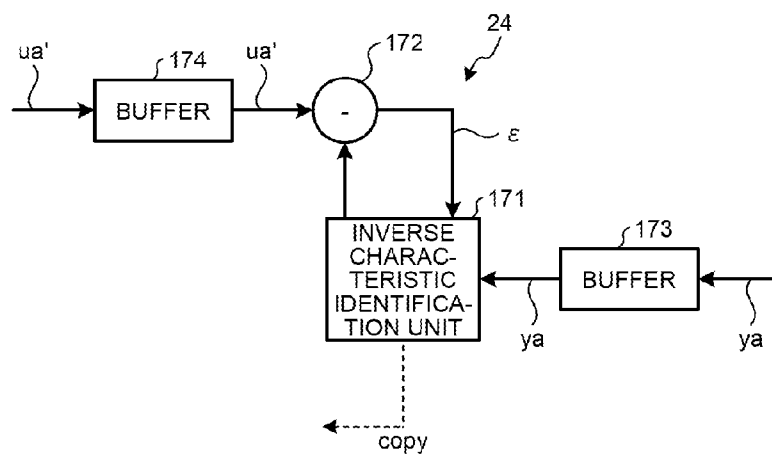 24
ua'
174
ua'
172
BUFFER
-
ε
171
INVERSE
CHARAC-
TERISTIC
IDENTIFICA-
TION UNIT
173
BUFFER
ya
ya
copy